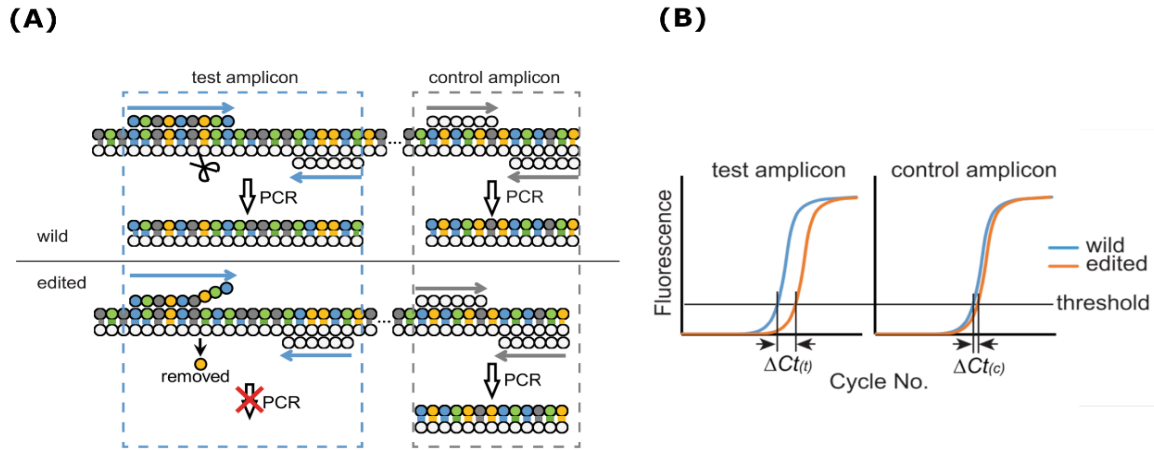 (A)
test amplicon
control amplicon
PCR
PCR
wild
edited
removed
PCR
PCR
(B)
test amplicon
control amplicon
Fluorescence
wild
edited
threshold
ΔCt(t)
ΔCt(c)
Cycle No.